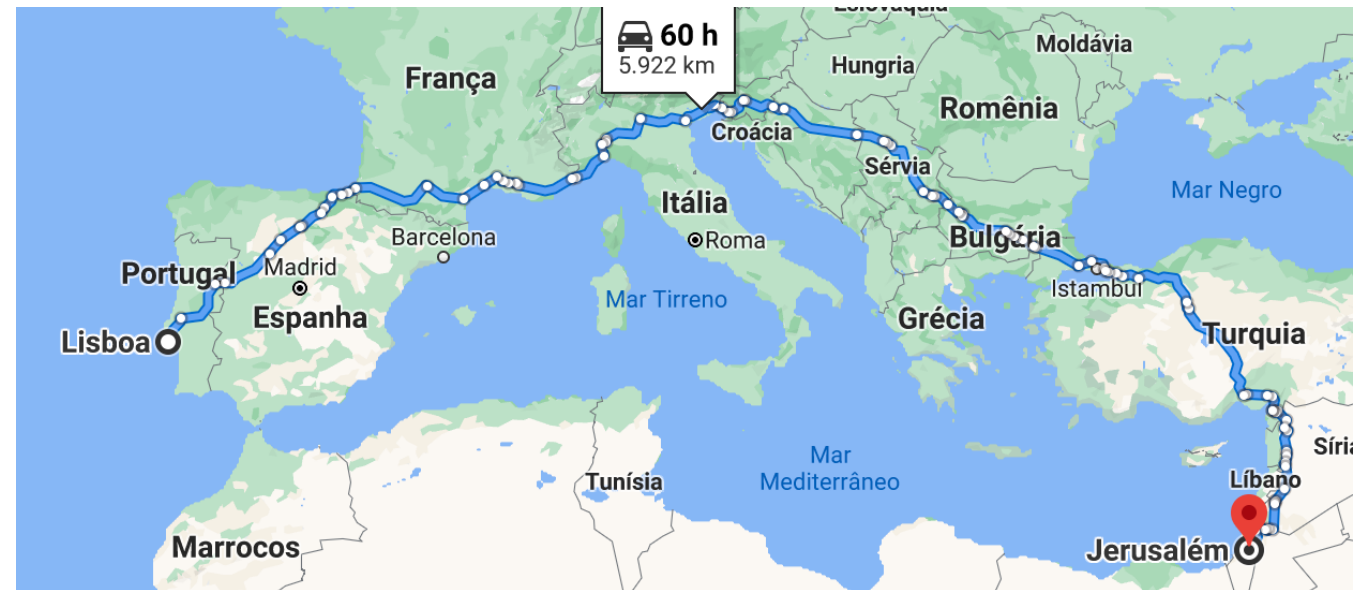 Eslováquia
60 h
5.922 km
Moldávia
França
Hungria
Romênia
Croácia
Sérvia
Mar Negro
Itália
Barcelona
Roma
Bulgária
Portugal
Madrid
Istambul
Mar Tirreno
Espanha
Grécia
Turquia
Lisboa
Mar
Mediterrâneo
Síria
Tunísia
Líbano
Marrocos
Jerusalém